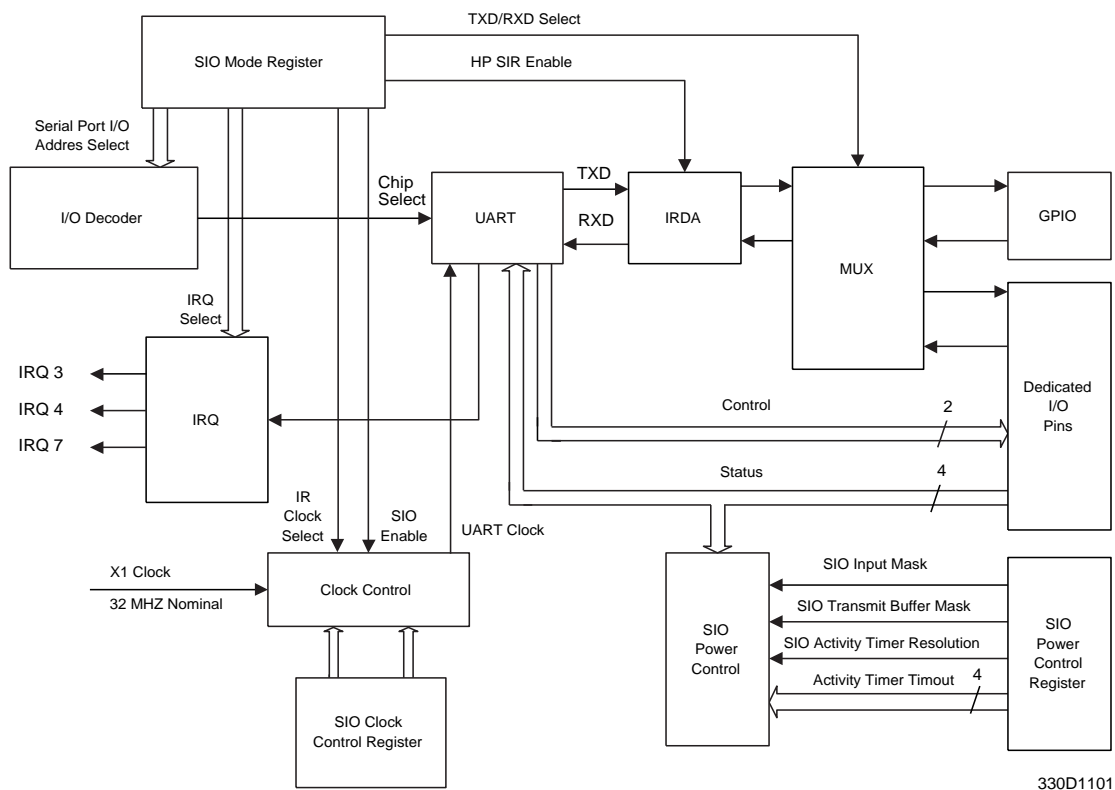 TXD/RXD Select
SIO Mode Register
HP SIR Enable
Serial Port I/O
Addres Select
I/O Decoder
Chip
Select
UART
TXD
RXD
IRDA
MUX
GPIO
IRQ
Select
IRQ 3
IRQ 4
IRQ 7
IRQ
Dedicated
I/O
Pins
Control
2
Status
4
IR
Clock
Select
SIO
Enable
UART Clock
X1 Clock
32 MHZ Nominal
Clock Control
SIO Clock
Control Register
SIO
Power
Control
SIO Input Mask
SIO Transmit Buffer Mask
SIO Activity Timer Resolution
Activity Timer Timout
4
SIO
Power
Control
Register
330D1101